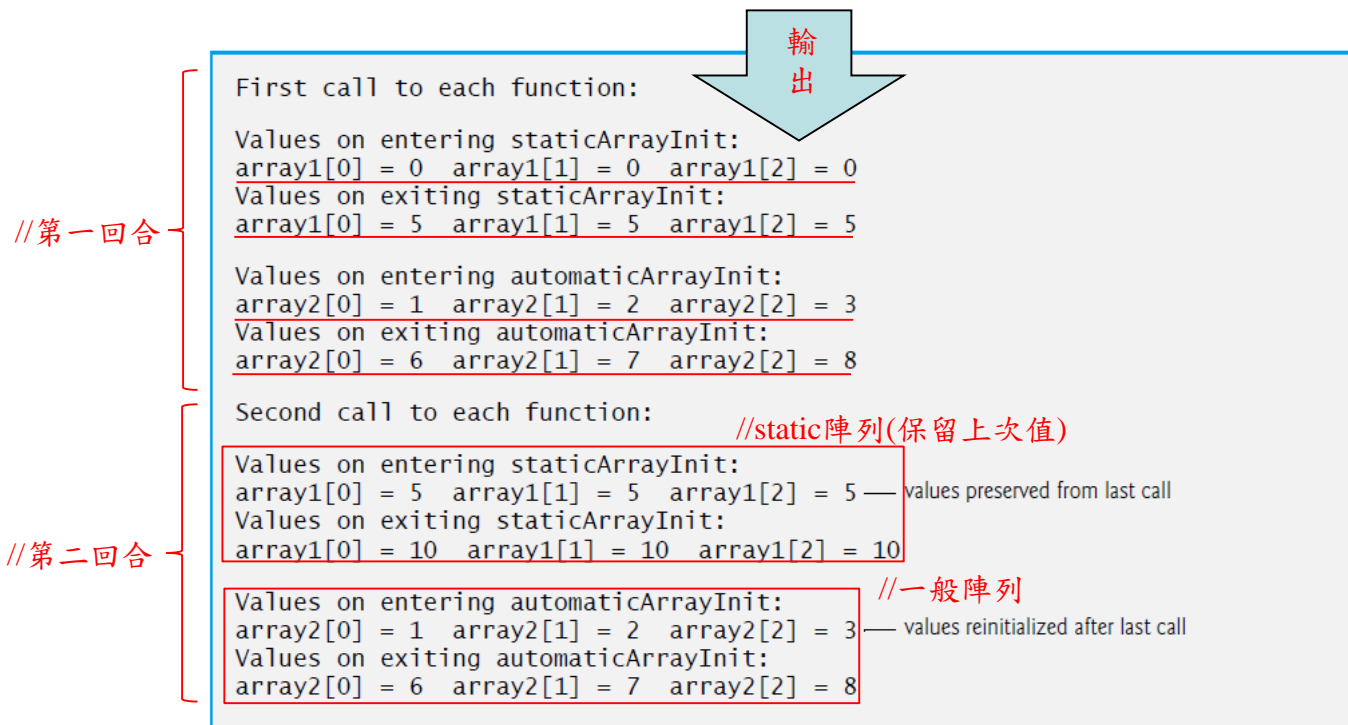 輸
出
First call to each function:
Values on entering staticArrayInit:
array1[0] = 0  array1[1] = 0  array1[2] = 0
Values on exiting staticArrayInit:
array1[0] = 5  array1[1] = 5  array1[2] = 5
//第一回合
Values on entering automaticArrayInit:
array2[0] = 1  array2[1] = 2  array2[2] = 3
Values on exiting automaticArrayInit:
array2[0] = 6  array2[1] = 7  array2[2] = 8
Second call to each function:
//static陣列(保留上次值)
Values on entering staticArrayInit:
array1[0] = 5  array1[1] = 5  array1[2] = 5
values preserved from last call
Values on exiting staticArrayInit:
array1[0] = 10  array1[1] = 10  array1[2] = 10
//第二回合
//一般陣列
Values on entering automaticArrayInit:
array2[0] = 1  array2[1] = 2  array2[2] = 3
values reinitialized after last call
Values on exiting automaticArrayInit:
array2[0] = 6  array2[1] = 7  array2[2] = 8